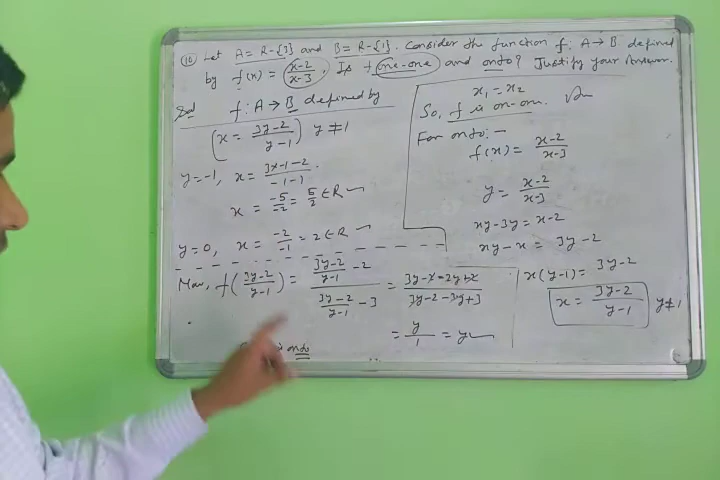 (10) Let A = R-{3} and B = R-{1}. Consider the function f: A → B defined
by f(x) = (x-2)/(x-3). Is f one-one and onto? Justify your Answer.
Sol f: A → B defined by
x = (3y-2)/(y-1) y ≠ 1
y = -1, x = (3x-1-2)/(-1-1).
x = -5/-2 = 5/2 ∈ R
y = 0, x = -2/-1 = 2 ∈ R
Now, f((3y-2)/(y-1)) = ((3y-2)/(y-1) - 2)/((3y-2)/(y-1) - 3) = (3y-2-2y+2)/(3y-2-3y+3)
= y/1 = y
onto
x₁ = x₂
So, f is on-on.
For onto:-
f(x) = (x-2)/(x-3)
y = (x-2)/(x-3)
xy-3y = x-2
xy-x = 3y-2
x(y-1) = 3y-2
x = (3y-2)/(y-1) y≠1